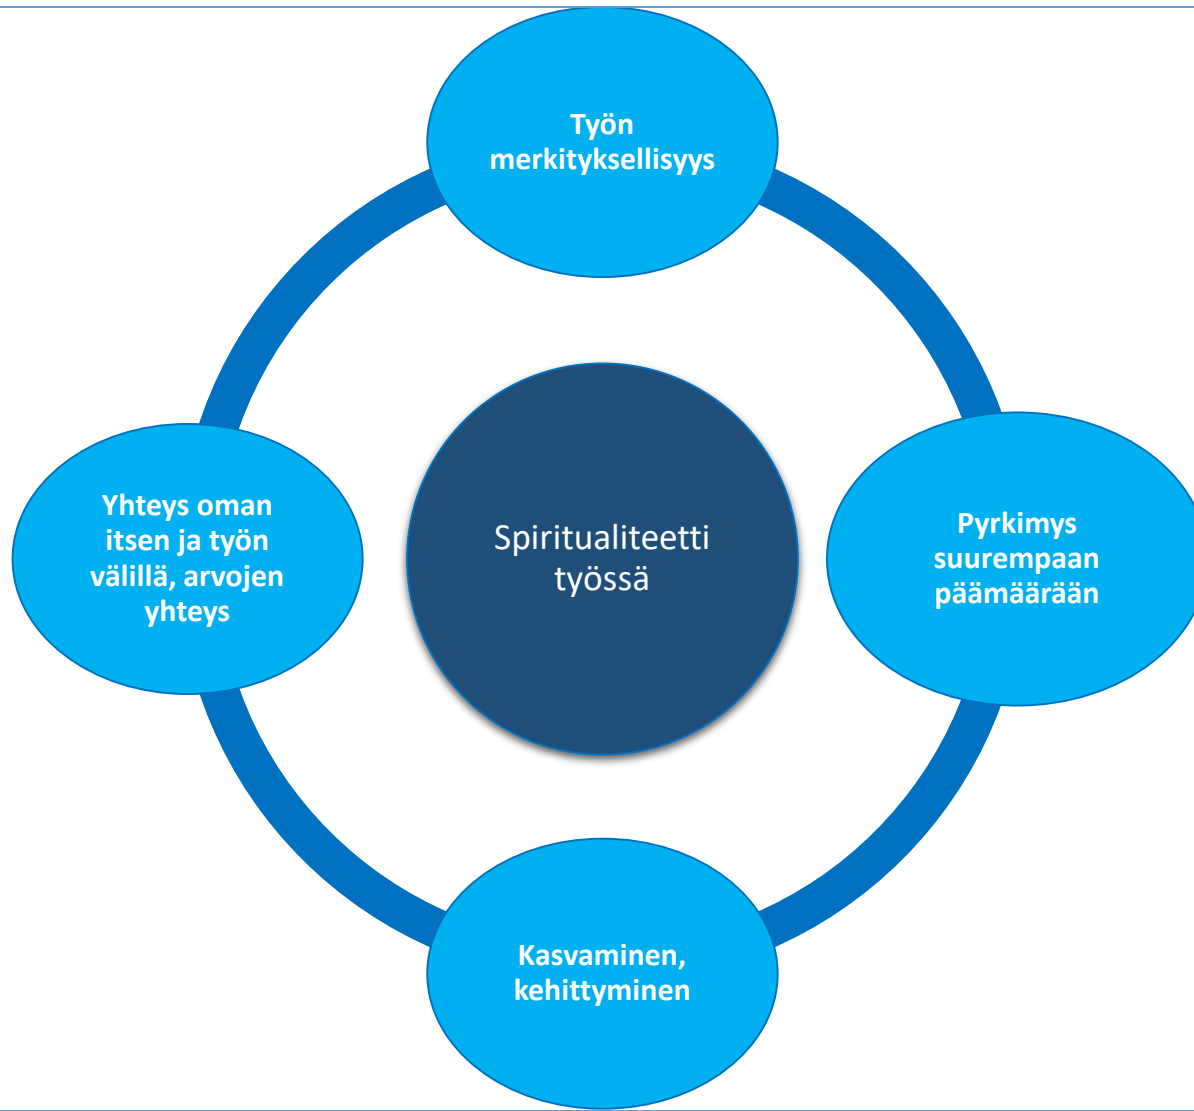 Työn
merkityksellisyys
Yhteys oman
itsen ja työn
välillä, arvojen
yhteys
Spiritualiteetti
työssä
Pyrkimys
suurempaan
päämäärään
Kasvaminen,
kehittyminen